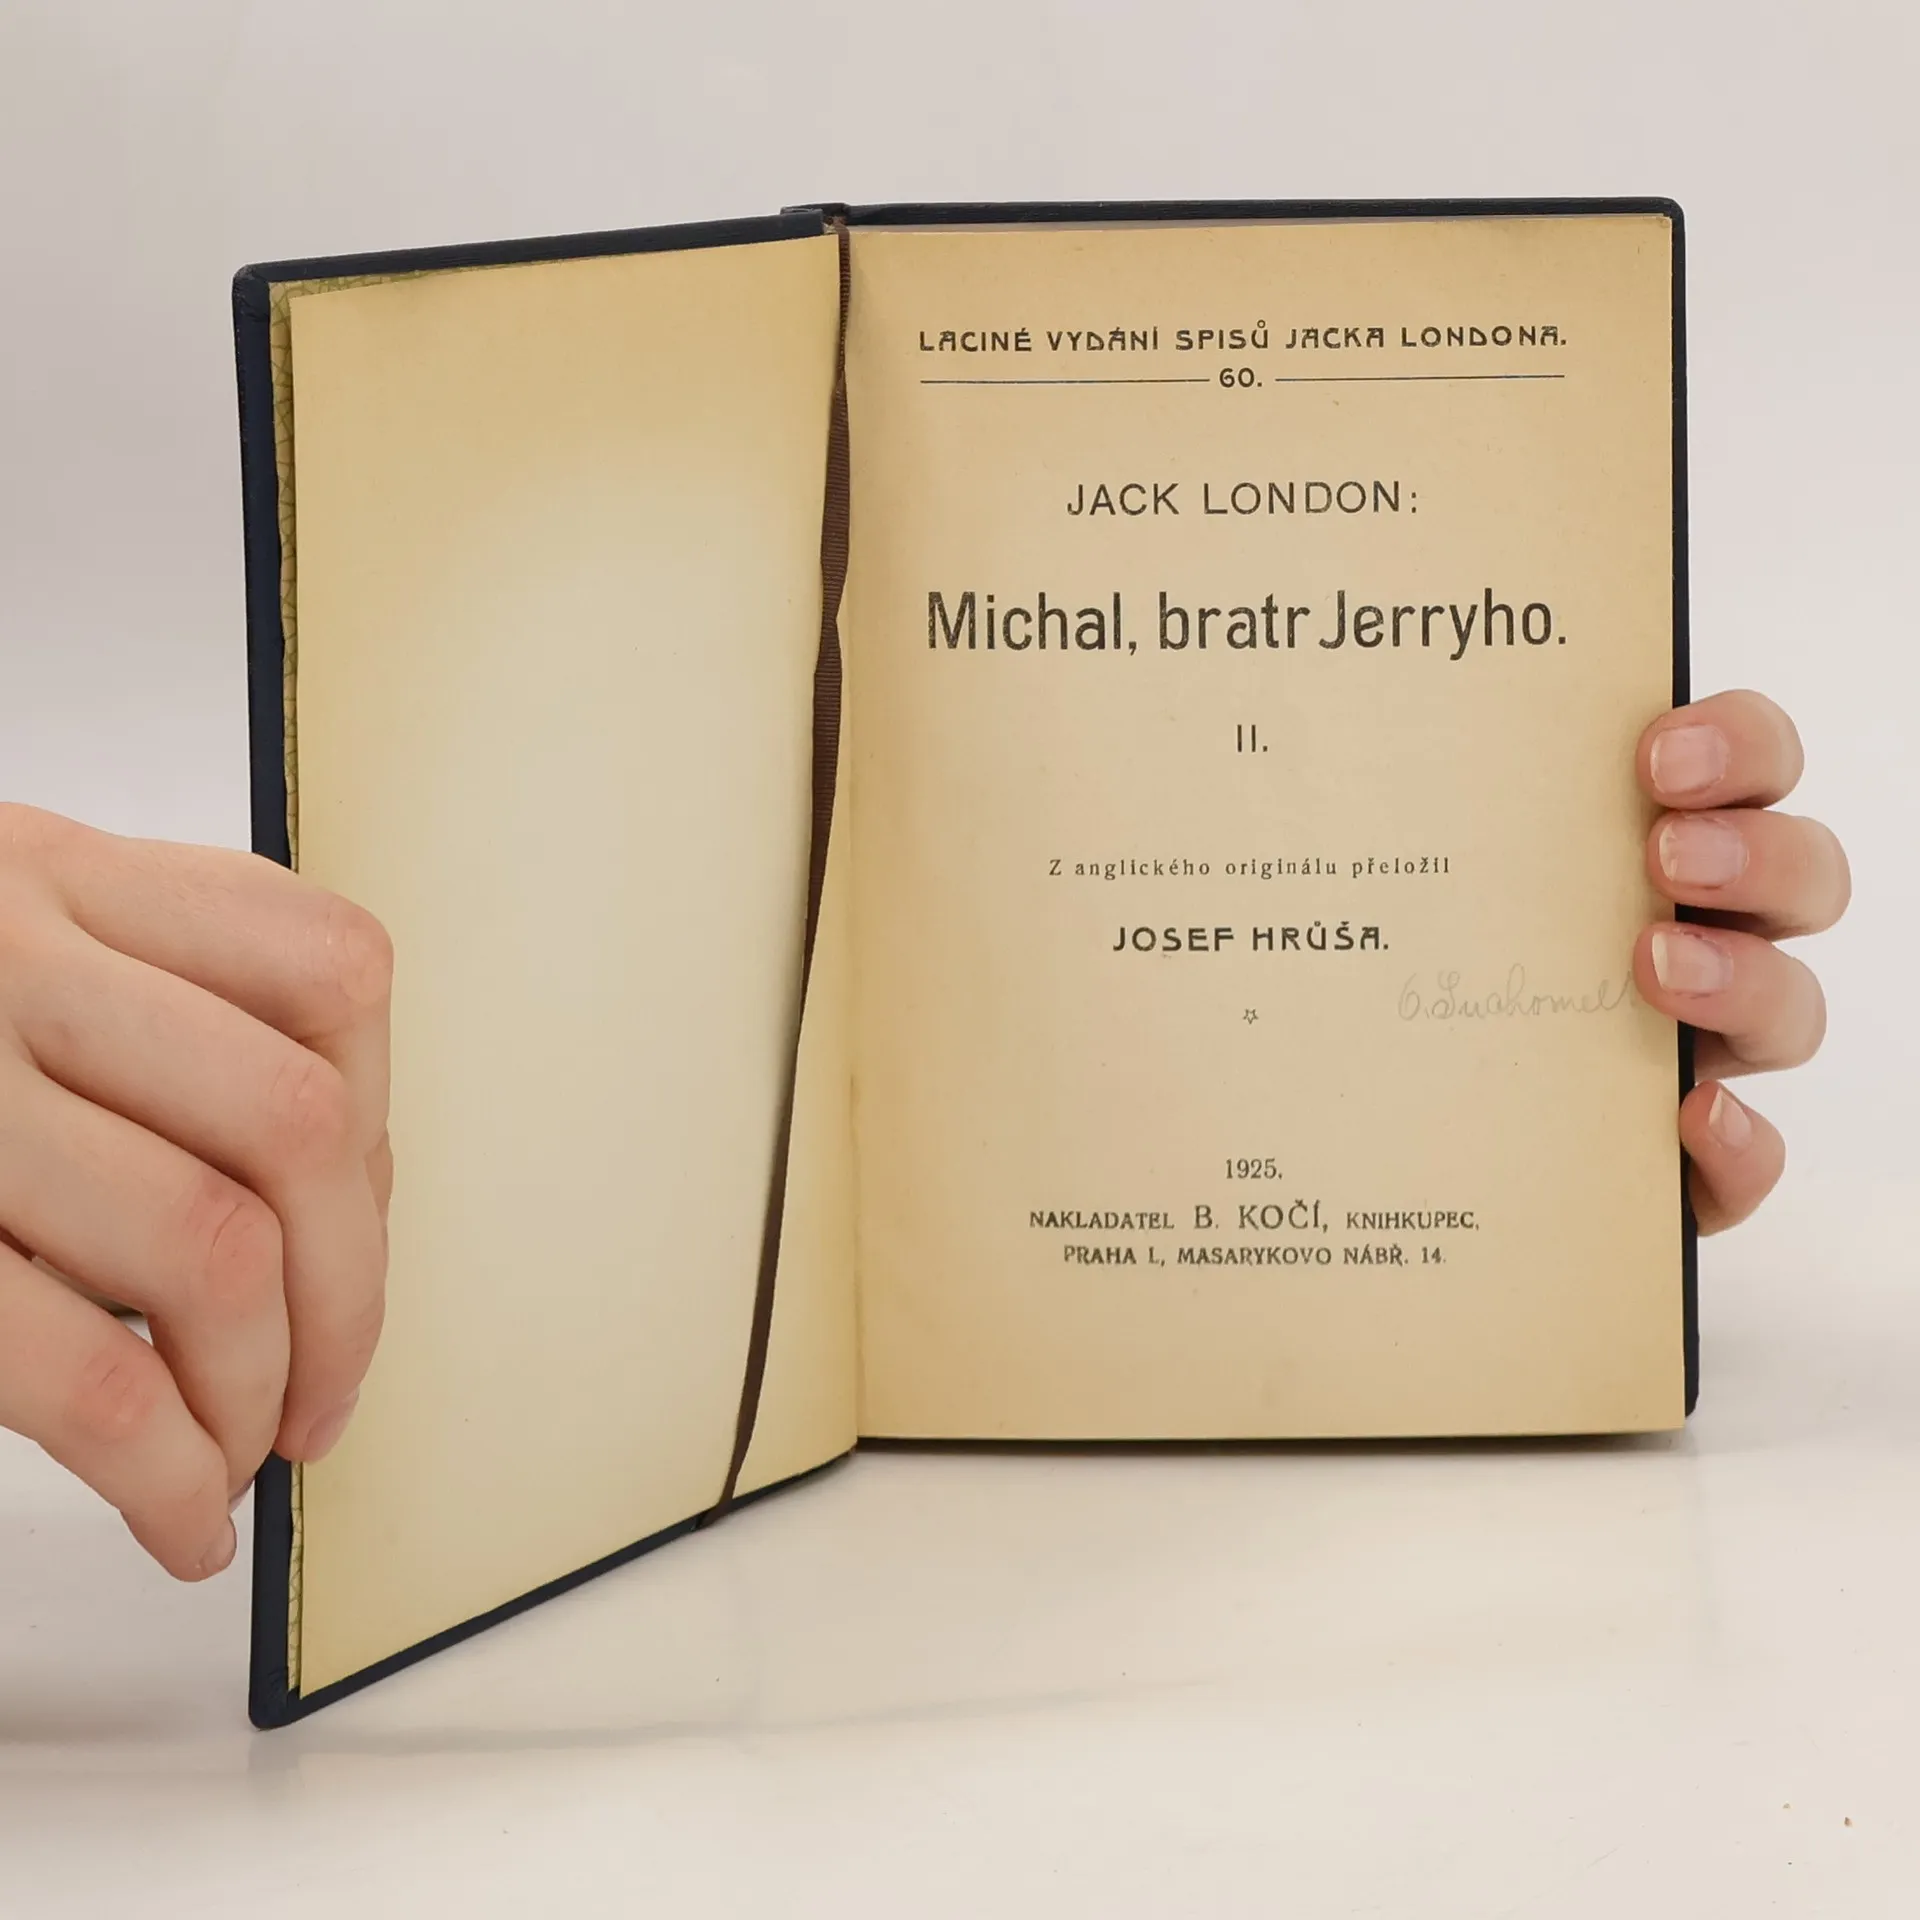 LACINÉ VYDÁNÍ SPISŮ JACKA LONDONA.
60.
JACK LONDON:
Michal, bratr Jerryho.
II.
Z anglického originálu přeložil
JOSEF HRŮŠA.
O. Suchomel
1925.
NAKLADATEL B. KOČÍ, KNIHKUPEC,
PRAHA I., MASARYKOVO NÁBŘ. 14.